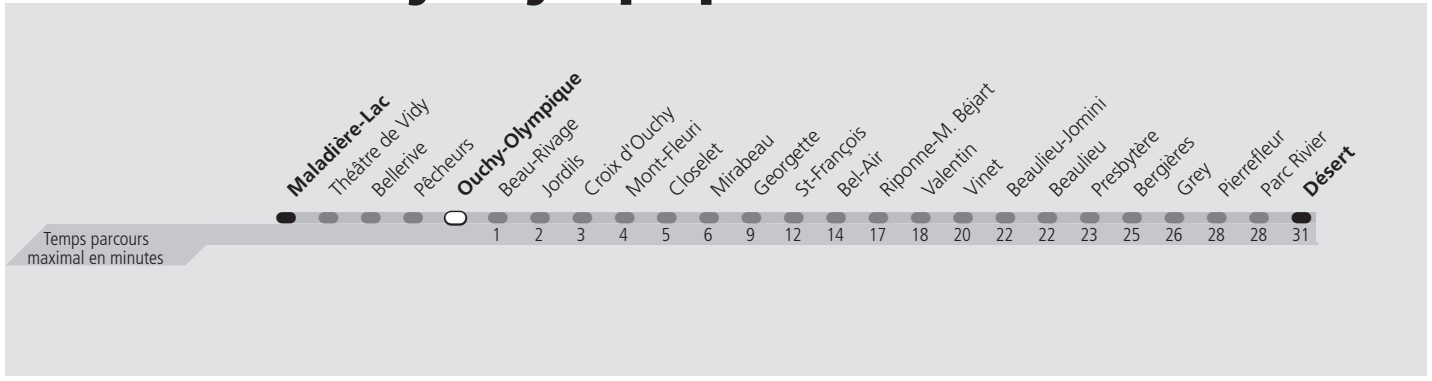 Maladière-Lac
Théâtre de Vidy
Bellerive
Pêcheurs
Ouchy-Olympique
Beau-Rivage
Jordils
Croix d'Ouchy
Mont-Fleuri
Closelet
Mirabeau
Georgette
St-François
Bel-Air
Riponne-M. Béjart
Valentin
Vinet
Beaulieu-Jomini
Beaulieu
Presbytère
Bergières
Grey
Pierrefleur
Parc Rivier
Désert
Temps parcours
maximal en minutes
1 2 3 4 5 6 9 12 14 17 18 20 22 22 23 25 26 28 28 31